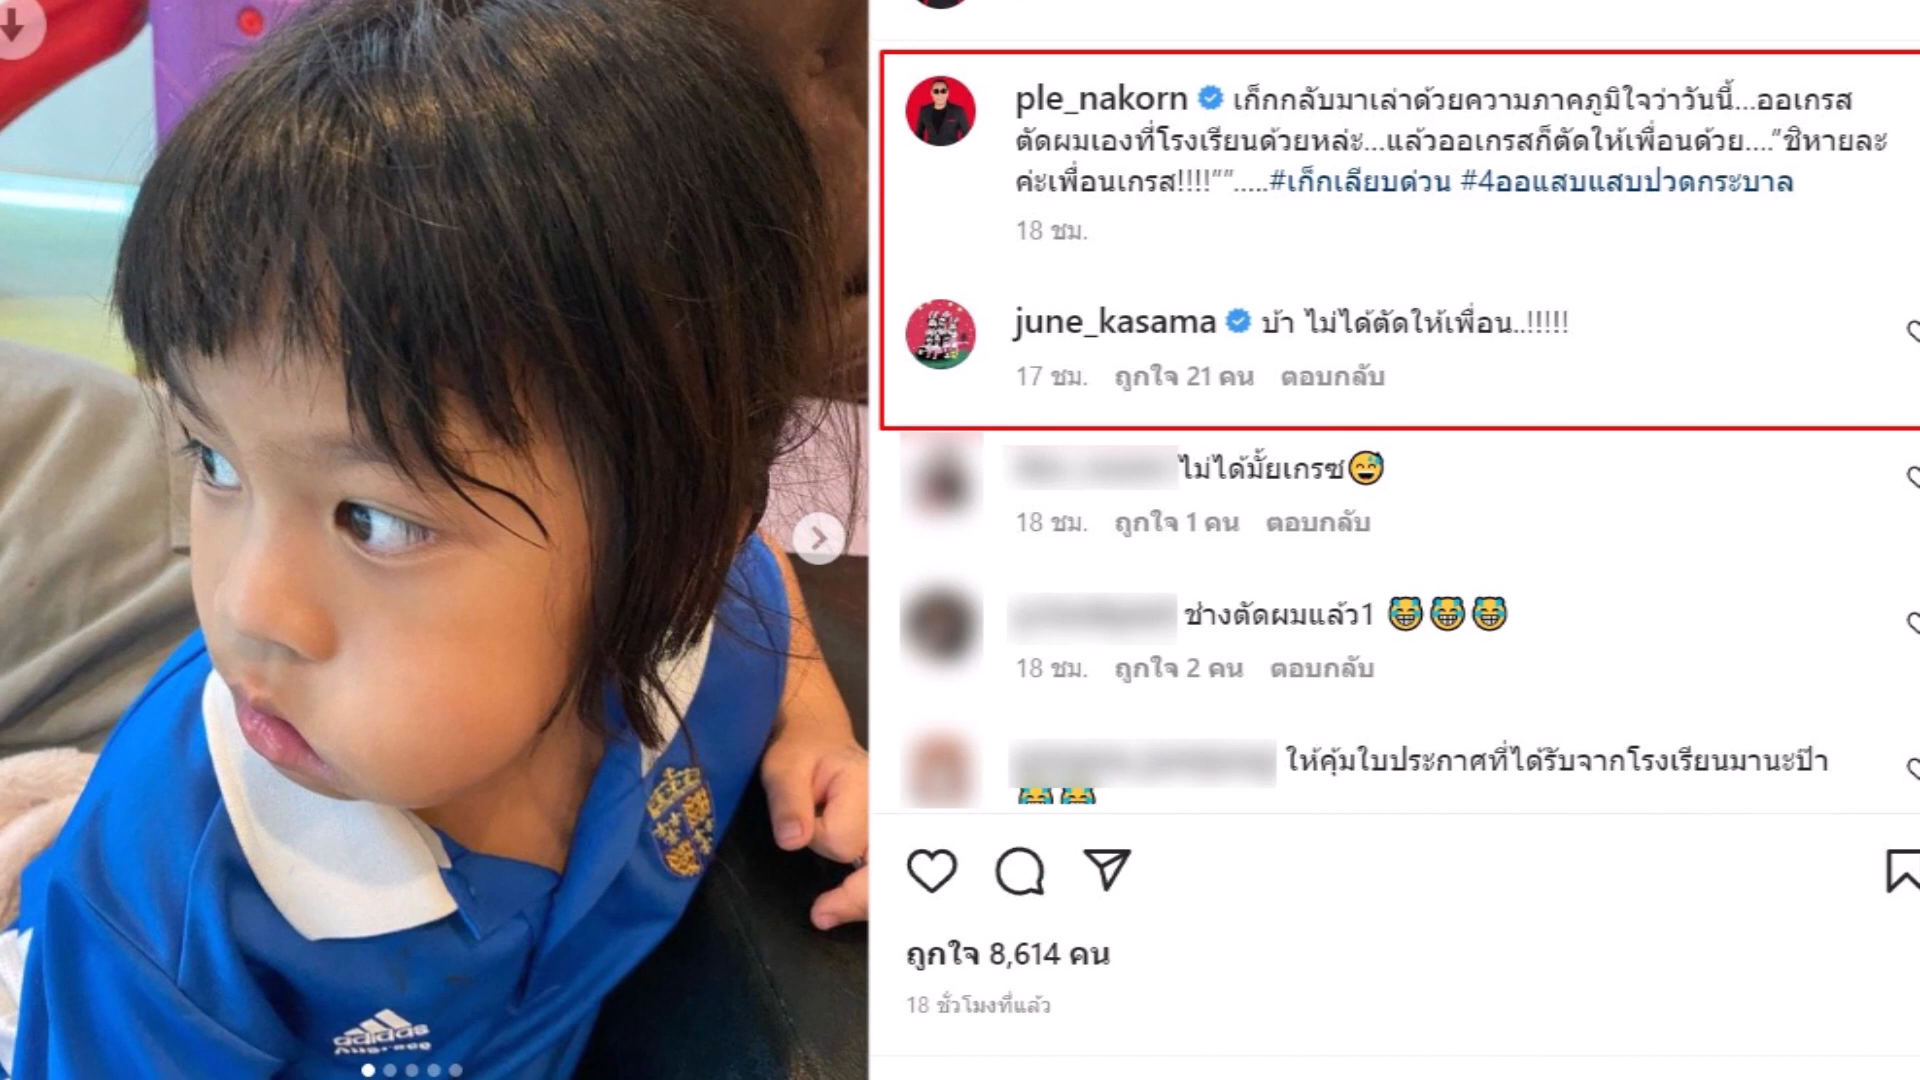 adidas
ple_nakorn เก็กกลับมาเล่าด้วยความภาคภูมิใจว่าวันนี้...ออเกรส
ตัดผมเองที่โรงเรียนด้วยหล่ะ...แล้วออเกรสก็ตัดให้เพื่อนด้วย...."ชิหายละ
ค่ะเพื่อนเกรส!!!!"".....#เก็กเลียบด่วน #4ออแสบแสบปวดกระบาล
18 ชม.
june_kasama บ้า ไม่ได้ตัดให้เพื่อน..!!!!!
17 ชม. ถูกใจ 21 คน ตอบกลับ
ไม่ได้มั้ยเกรซ😅
18 ชม. ถูกใจ 1 คน ตอบกลับ
ช่างตัดผมแล้ว1 😹😹😹
18 ชม. ถูกใจ 2 คน ตอบกลับ
ให้คุ้มใบประกาศที่ได้รับจากโรงเรียนมานะป๊า
😹😹
ถูกใจ 8,614 คน
18 ชั่วโมงที่แล้ว